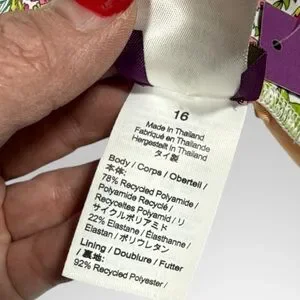 16
Made in Thailand
Fabriqué en Thaïlande
Hergestellt in Thailand
タイ製
Body / Corps / Oberteil /
本体:
78% Recycled Polyamide /
Polyamide Recyclé /
Recyceltes Polyamid / リ
サイクルポリアミド
22% Elastane / Élasthanne /
Elastan / ポリウレタン
Lining / Doublure / Futter
/ 裏地:
92% Recycled Polyester /